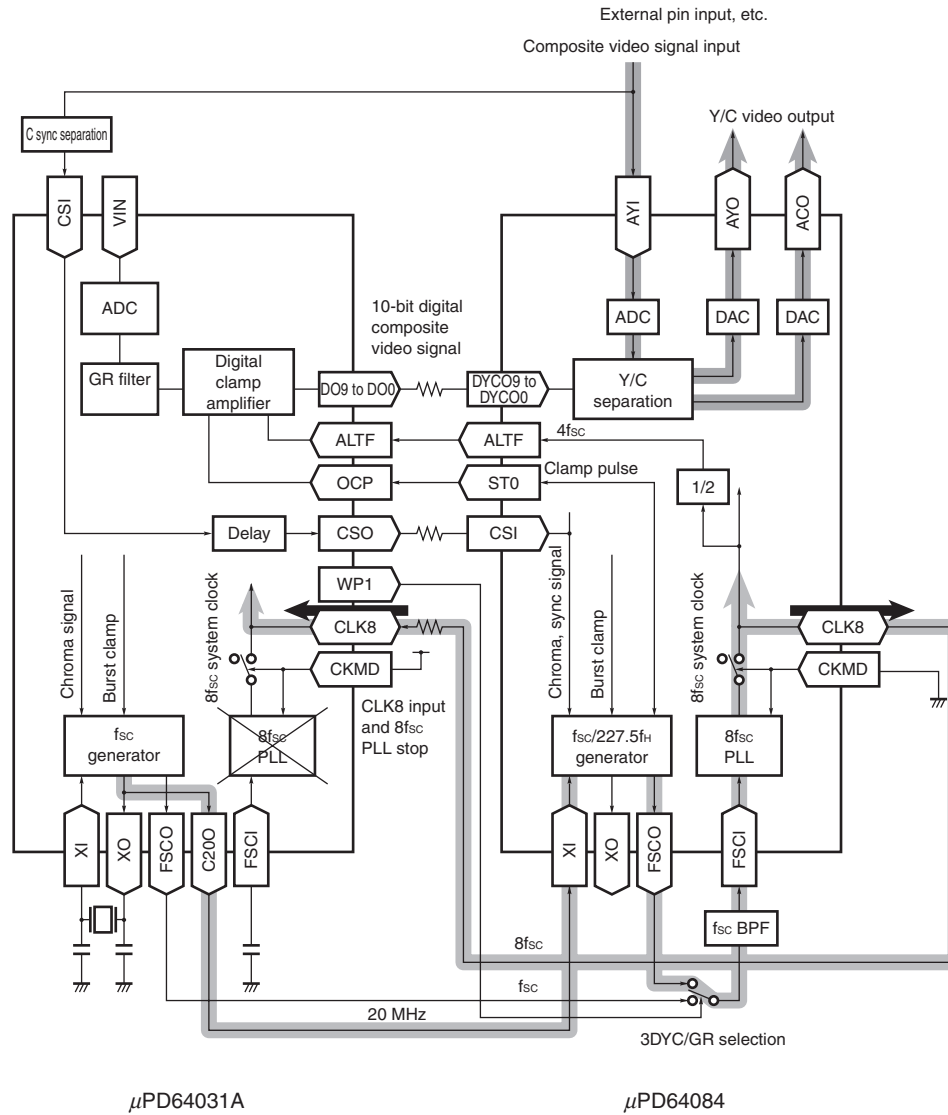 External pin input, etc.
Composite video signal input
Y/C video output
C sync separation
CSI
VIN
AYI
AYO
ACO
ADC
10-bit digital
composite
video signal
ADC
DAC
DAC
GR filter
Digital
clamp
amplifier
DO9 to DO0
DYCO9 to
DYCO0
Y/C
separation
ALTF
ALTF
4fSC
OCP
ST0
Clamp pulse
1/2
Delay
CSO
CSI
WP1
Chroma signal
Burst clamp
8fSC system clock
CLK8
CKMD
CLK8 input
and 8fSC
PLL stop
Chroma, sync signal
Burst clamp
8fSC system clock
CLK8
CKMD
fSC
generator
8fSC
PLL
fSC/227.5fH
generator
8fSC
PLL
XI
XO
FSCO
C20O
FSCI
XI
XO
FSCO
FSCI
fSC BPF
8fSC
fSC
20 MHz
3DYC/GR selection
μPD64031A
μPD64084